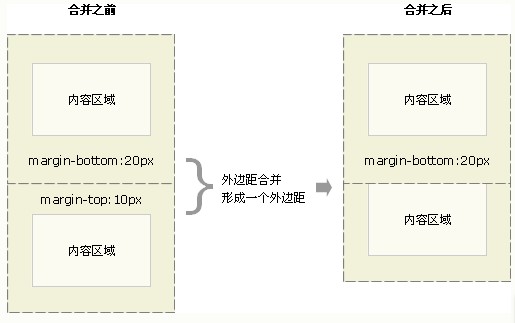 合并之前
合并之后
内容区域
margin-bottom:20px
margin-top:10px
内容区域
外边距合并
形成一个外边距
内容区域
margin-bottom:20px
内容区域